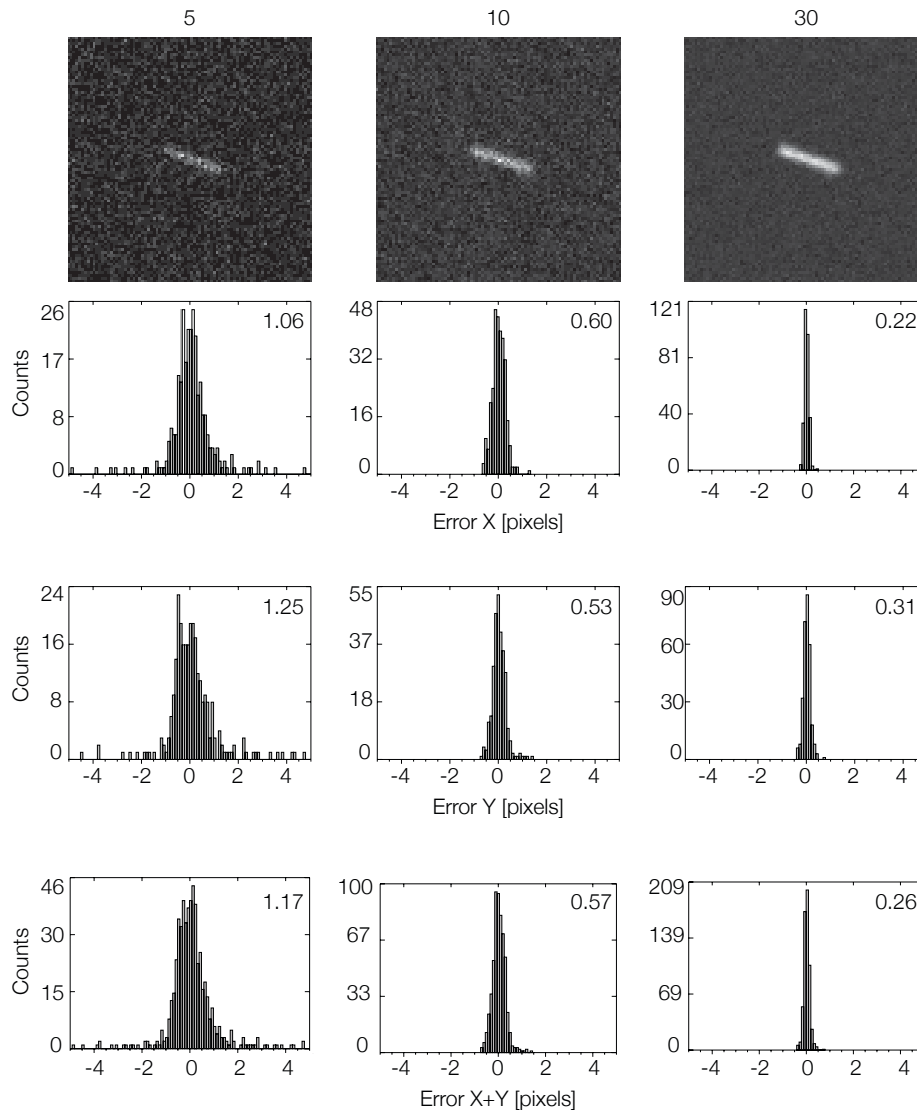 5 10 30
26 1.06 48 0.60 121 0.22
17 32 81
8 16 40
0 0 0
Counts
-4 -2 0 2 4 -4 -2 0 2 4 -4 -2 0 2 4
Error X [pixels]
24 1.25 55 0.53 90 0.31
16 37 60
8 18 30
0 0 0
Counts
-4 -2 0 2 4 -4 -2 0 2 4 -4 -2 0 2 4
Error Y [pixels]
46 1.17 100 0.57 209 0.26
30 67 139
15 33 69
0 0 0
Counts
-4 -2 0 2 4 -4 -2 0 2 4 -4 -2 0 2 4
Error X+Y [pixels]